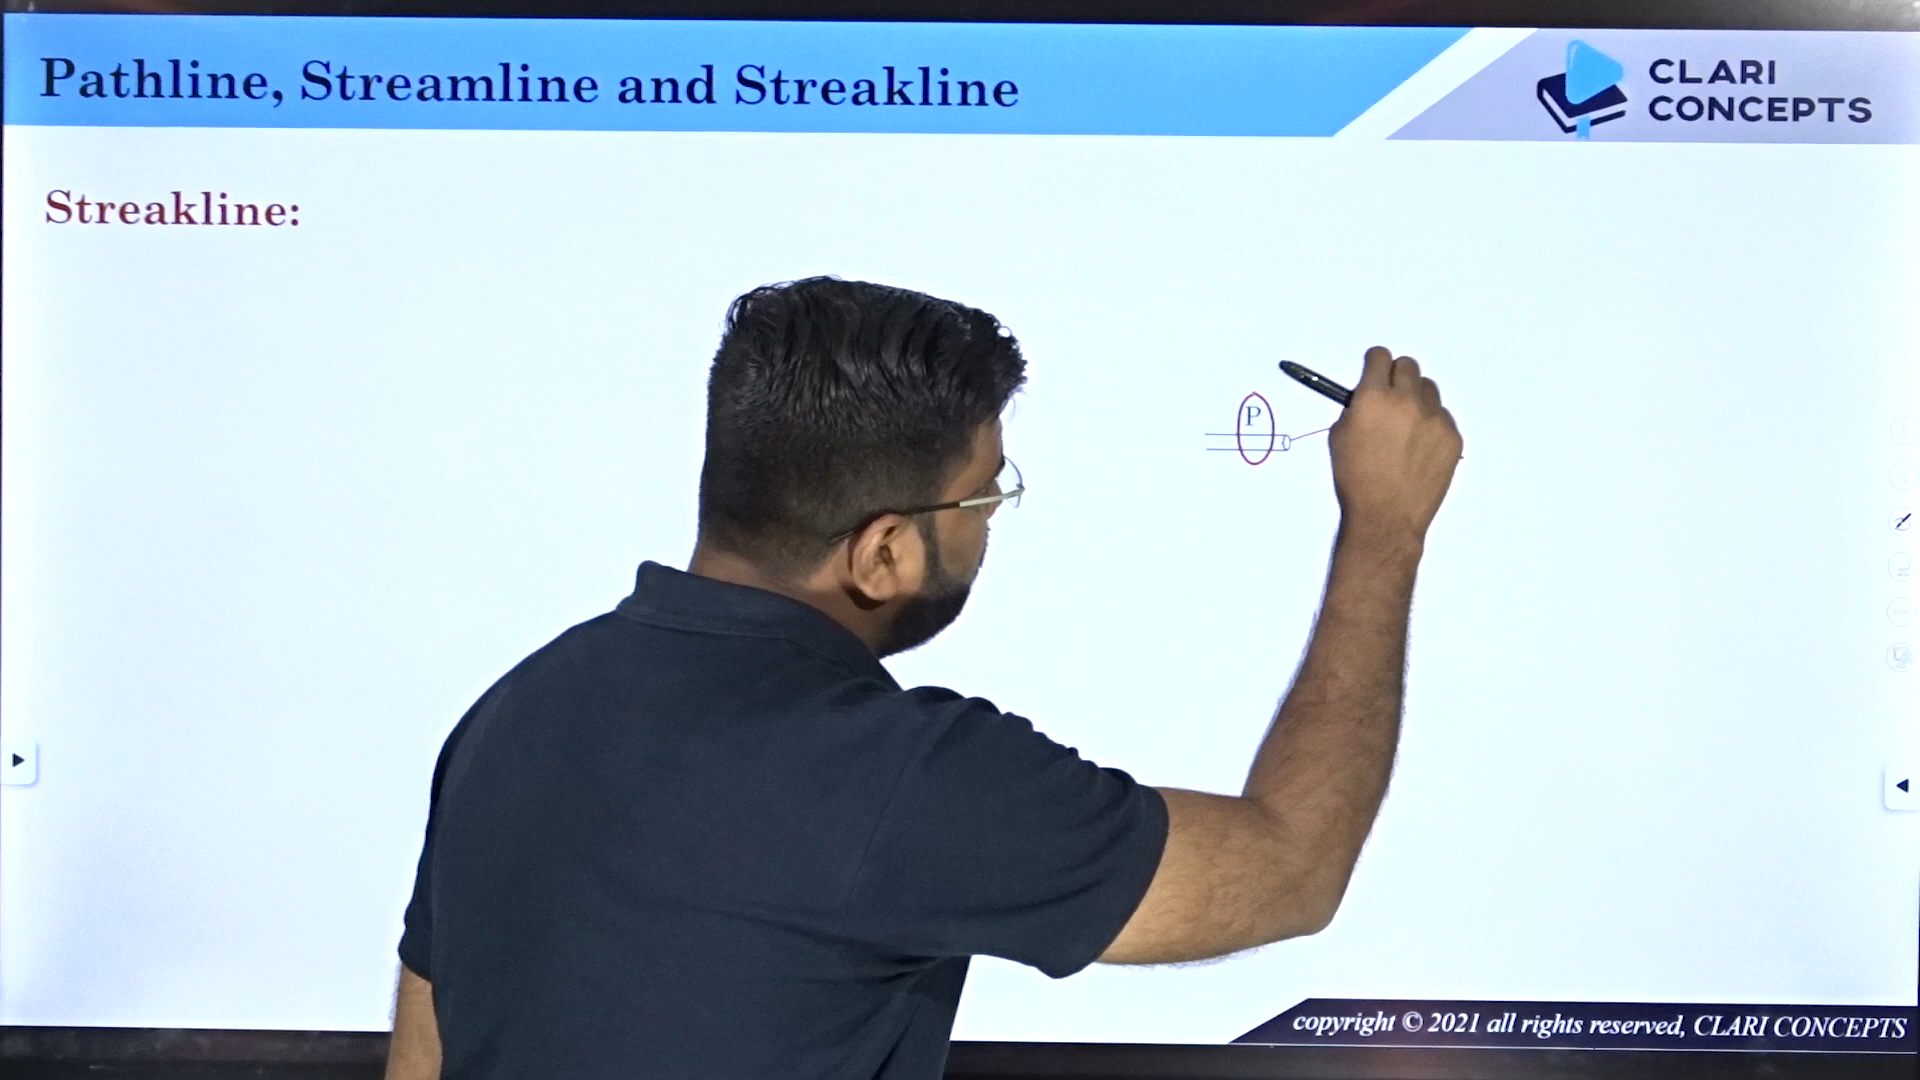 Pathline, Streamline and Streakline
CLARI
CONCEPTS
Streakline:
P
copyright © 2021 all rights reserved, CLARI CONCEPTS